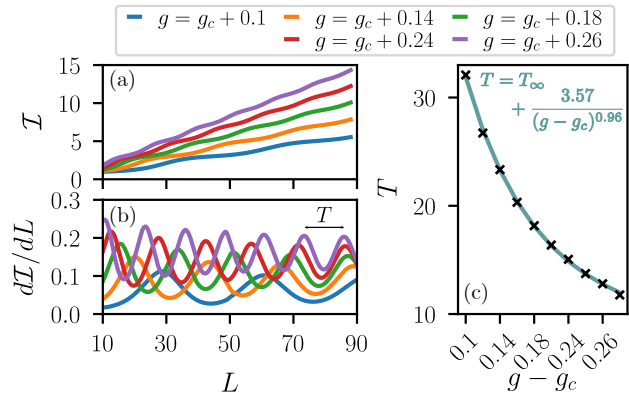 g = g_c + 0.1
g = g_c + 0.14
g = g_c + 0.18
g = g_c + 0.24
g = g_c + 0.26
(a)
ℐ
15
10
5
0
(b)
T
dℐ/dL
0.3
0.2
0.1
0.0
10
30
50
70
90
L
T = T_∞
+ 3.57/(g − g_c)^0.96
T
30
20
10
(c)
0.1
0.14
0.18
0.24
0.26
g − g_c